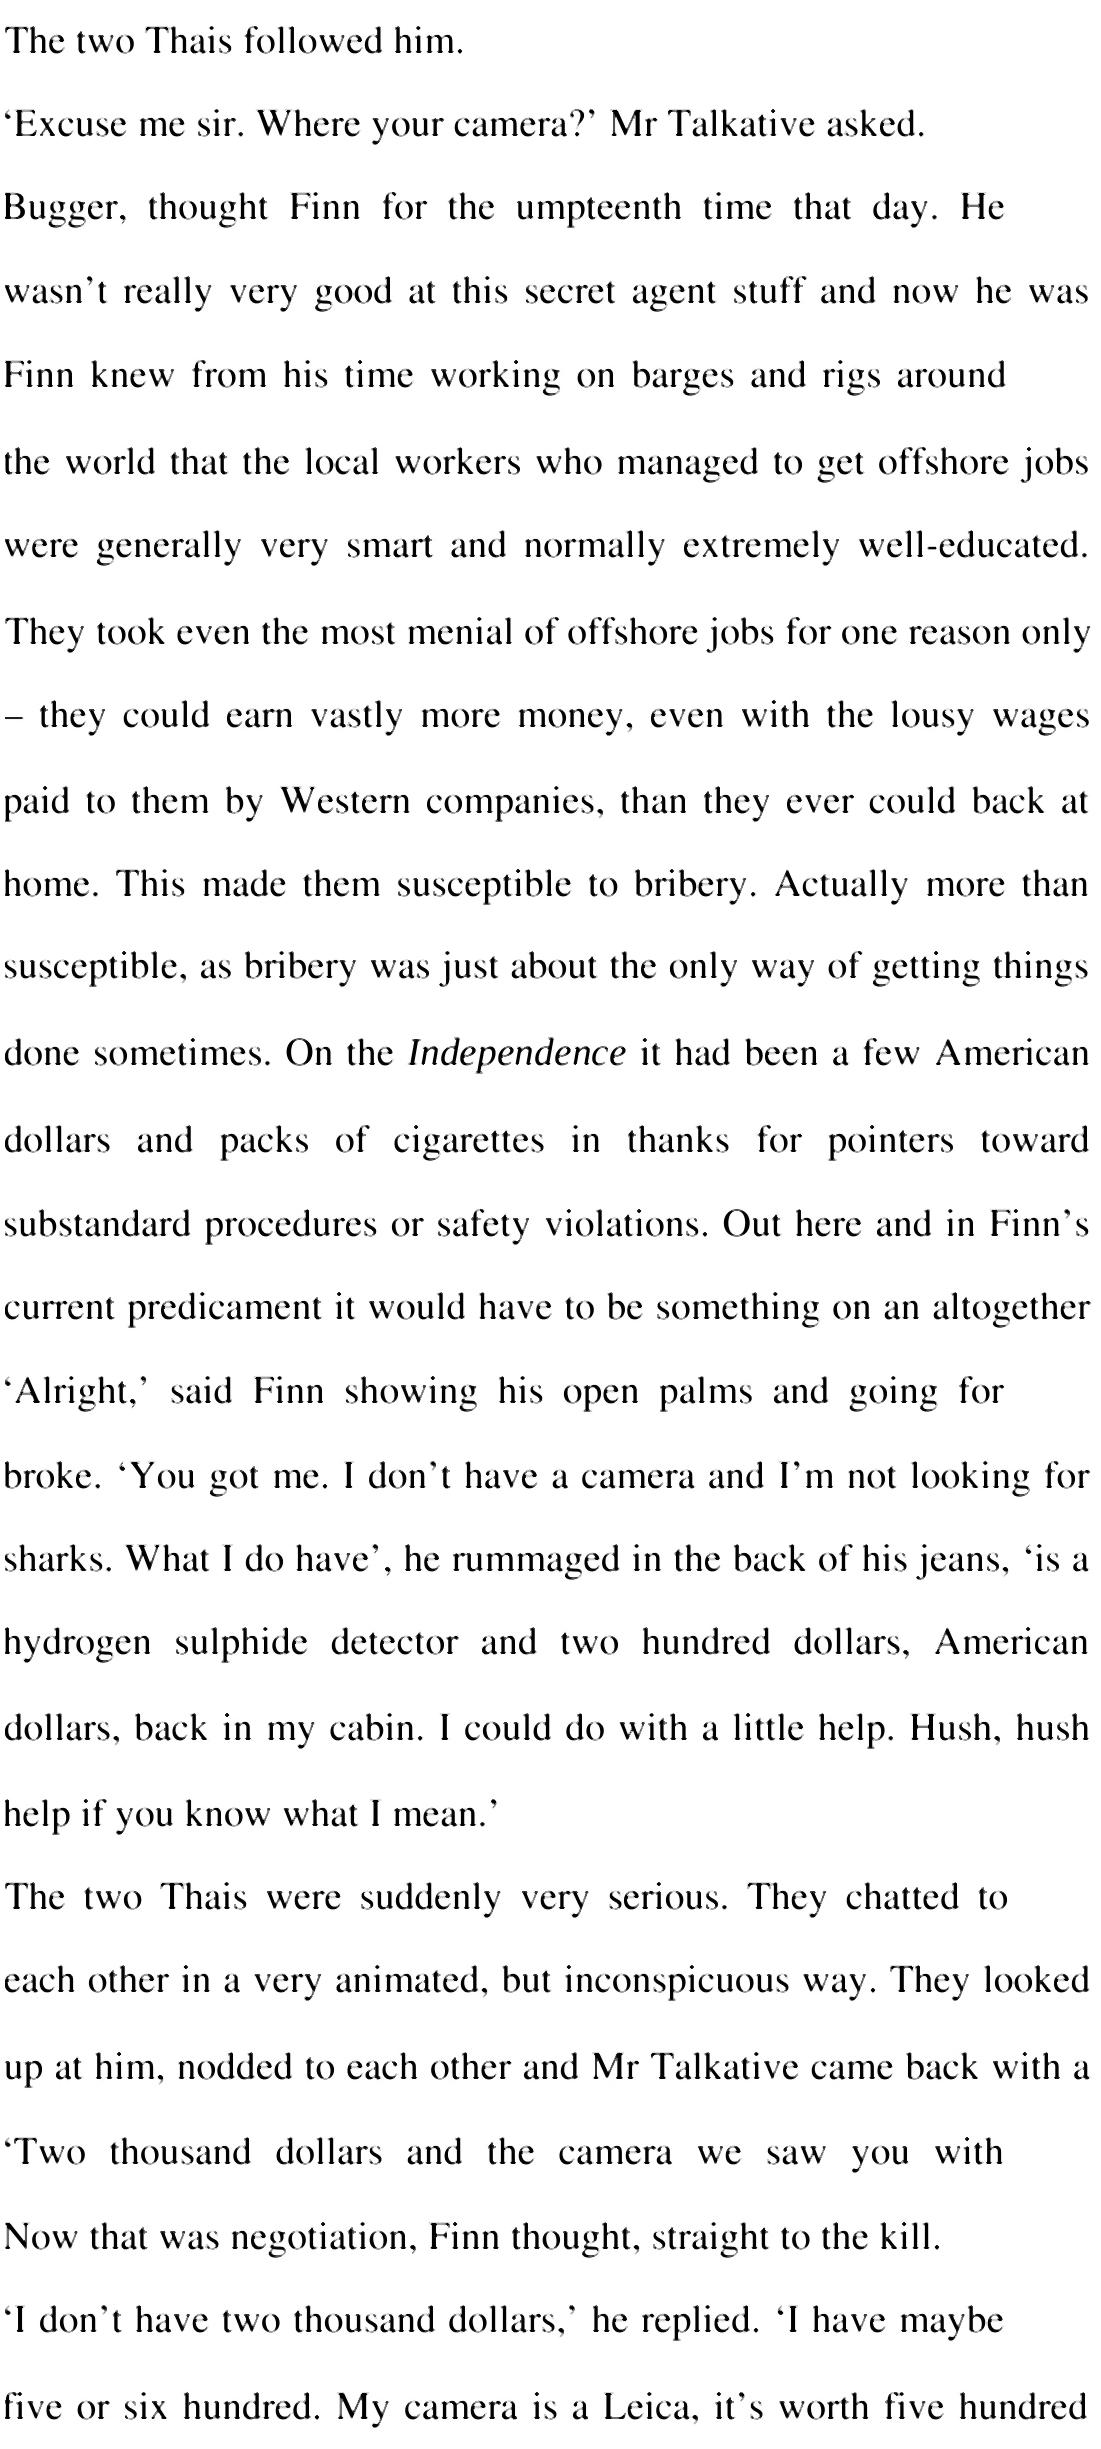 The two Thais followed him.
‘Excuse me sir. Where your camera?’ Mr Talkative asked.
Bugger, thought Finn for the umpteenth time that day. He
wasn’t really very good at this secret agent stuff and now he was
Finn knew from his time working on barges and rigs around
the world that the local workers who managed to get offshore jobs
were generally very smart and normally extremely well-educated.
They took even the most menial of offshore jobs for one reason only
– they could earn vastly more money, even with the lousy wages
paid to them by Western companies, than they ever could back at
home. This made them susceptible to bribery. Actually more than
susceptible, as bribery was just about the only way of getting things
done sometimes. On the Independence it had been a few American
dollars and packs of cigarettes in thanks for pointers toward
substandard procedures or safety violations. Out here and in Finn’s
current predicament it would have to be something on an altogether
‘Alright,’ said Finn showing his open palms and going for
broke. ‘You got me. I don’t have a camera and I’m not looking for
sharks. What I do have’, he rummaged in the back of his jeans, ‘is a
hydrogen sulphide detector and two hundred dollars, American
dollars, back in my cabin. I could do with a little help. Hush, hush
help if you know what I mean.’
The two Thais were suddenly very serious. They chatted to
each other in a very animated, but inconspicuous way. They looked
up at him, nodded to each other and Mr Talkative came back with a
‘Two thousand dollars and the camera we saw you with
Now that was negotiation, Finn thought, straight to the kill.
‘I don’t have two thousand dollars,’ he replied. ‘I have maybe
five or six hundred. My camera is a Leica, it’s worth five hundred